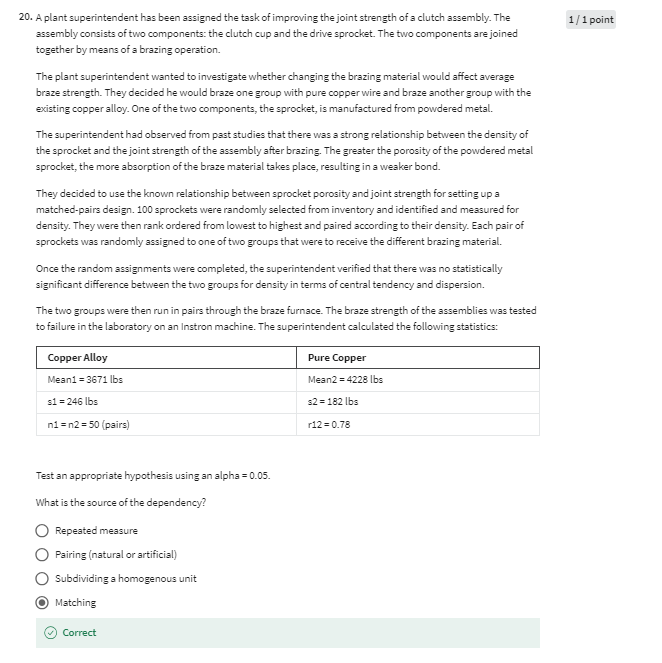 20. A plant superintendent has been assigned the task of improving the joint strength of a clutch assembly. The
1 / 1 point
assembly consists of two components: the clutch cup and the drive sprocket. The two components are joined
together by means of a brazing operation.
The plant superintendent wanted to investigate whether changing the brazing material would affect average
braze strength. They decided he would braze one group with pure copper wire and braze another group with the
existing copper alloy. One of the two components, the sprocket, is manufactured from powdered metal.
The superintendent had observed from past studies that there was a strong relationship between the density of
the sprocket and the joint strength of the assembly after brazing. The greater the porosity of the powdered metal
sprocket, the more absorption of the braze material takes place, resulting in a weaker bond.
They decided to use the known relationship between sprocket porosity and joint strength for setting up a
matched-pairs design. 100 sprockets were randomly selected from inventory and identified and measured for
density. They were then rank ordered from lowest to highest and paired according to their density. Each pair of
sprockets was randomly assigned to one of two groups that were to receive the different brazing material.
Once the random assignments were completed, the superintendent verified that there was no statistically
significant difference between the two groups for density in terms of central tendency and dispersion.
The two groups were then run in pairs through the braze furnace. The braze strength of the assemblies was tested
to failure in the laboratory on an Instron machine. The superintendent calculated the following statistics:
Copper Alloy Pure Copper
Mean1 = 3671 lbs Mean2 = 4228 lbs
s1 = 246 lbs s2 = 182 lbs
n1 = n2 = 50 (pairs) r12 = 0.78
Test an appropriate hypothesis using an alpha = 0.05.
What is the source of the dependency?
Repeated measure
Pairing (natural or artificial)
Subdividing a homogenous unit
Matching
Correct